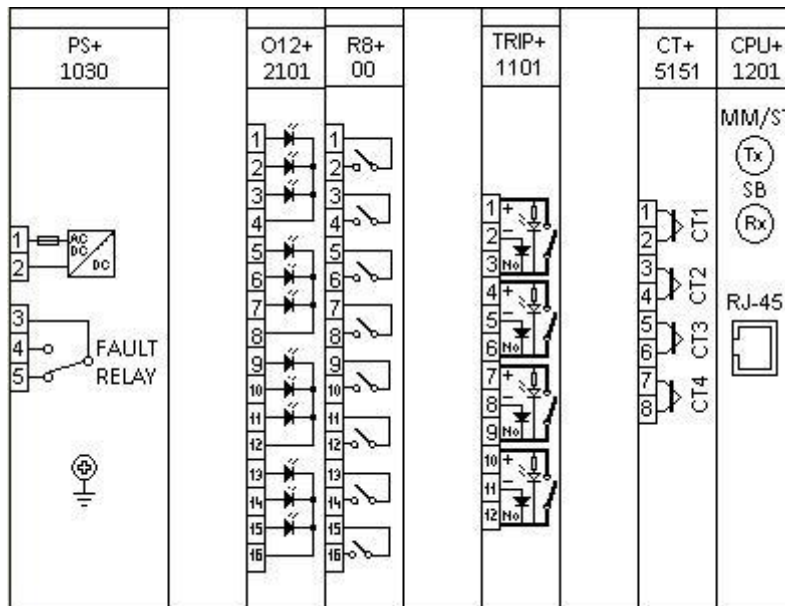 PS+
1030
O12+
2101
R8+
00
TRIP+
1101
CT+
5151
CPU+
1201
1
2
AC
DC
DC
3
4
5
FAULT
RELAY
1
2
3
4
5
6
7
8
9
10
11
12
13
14
15
16
1
2
3
4
5
6
7
8
9
10
11
12
13
14
15
16
1
+
2
-
3
No
4
+
5
-
6
No
7
+
8
-
9
No
10
+
11
-
12
No
1
2
CT1
3
4
CT2
5
6
CT3
7
8
CT4
MM/ST
Tx
SB
Rx
RJ-45